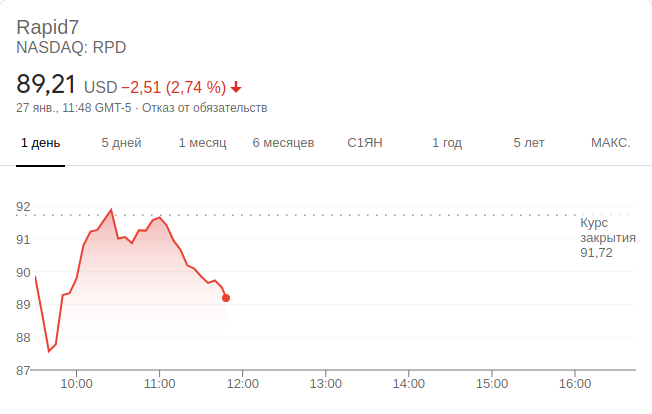 Rapid7
NASDAQ: RPD
89,21 USD −2,51 (2,74 %)
27 янв., 11:48 GMT-5 · Отказ от обязательств
1 день 5 дней 1 месяц 6 месяцев С1ЯН 1 год 5 лет МАКС.
92
91
90
89
88
87
Курс
закрытия
91,72
10:00 11:00 12:00 13:00 14:00 15:00 16:00